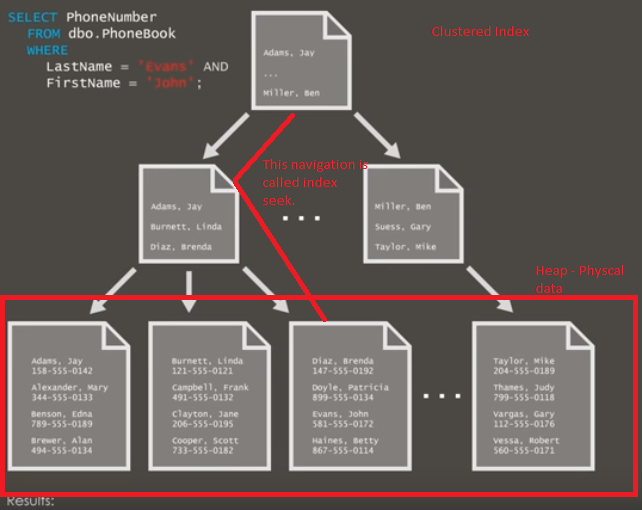 SELECT PhoneNumber
FROM dbo.PhoneBook
WHERE
LastName = 'Evans' AND
FirstName = 'John';
Clustered Index
Adams, Jay
...
Miller, Ben
This navigation is
called Index
seek.
Adams, Jay
Burnett, Linda
Diaz, Brenda
...
Miller, Ben
Suess, Gary
Taylor, Mike
Heap - Physcal
data
Adams, Jay
158-555-0142
Alexander, Mary
344-555-0133
Benson, Edna
789-555-0189
Brewer, Alan
494-555-0134
Burnett, Linda
121-555-0121
Campbell, Frank
491-555-0132
Clayton, Jane
206-555-0195
Cooper, Scott
733-555-0182
Diaz, Brenda
147-555-0192
Doyle, Patricia
899-555-0134
Evans, John
581-555-0172
Haines, Betty
867-555-0114
...
Taylor, Mike
204-555-0189
Thames, Judy
799-555-0118
Vargas, Gary
112-555-0176
Vessa, Robert
560-555-0171
Results: